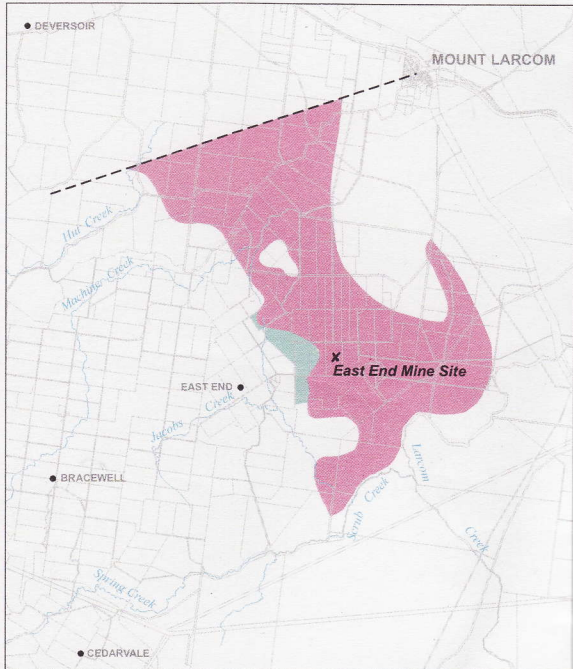 DEVERSOIR
MOUNT LARCOM
Hut Creek
Machine Creek
East End Mine Site
EAST END
Jacobs Creek
BRACEWELL
Larcom Creek
Scrub Creek
Spring Creek
CEDARVALE